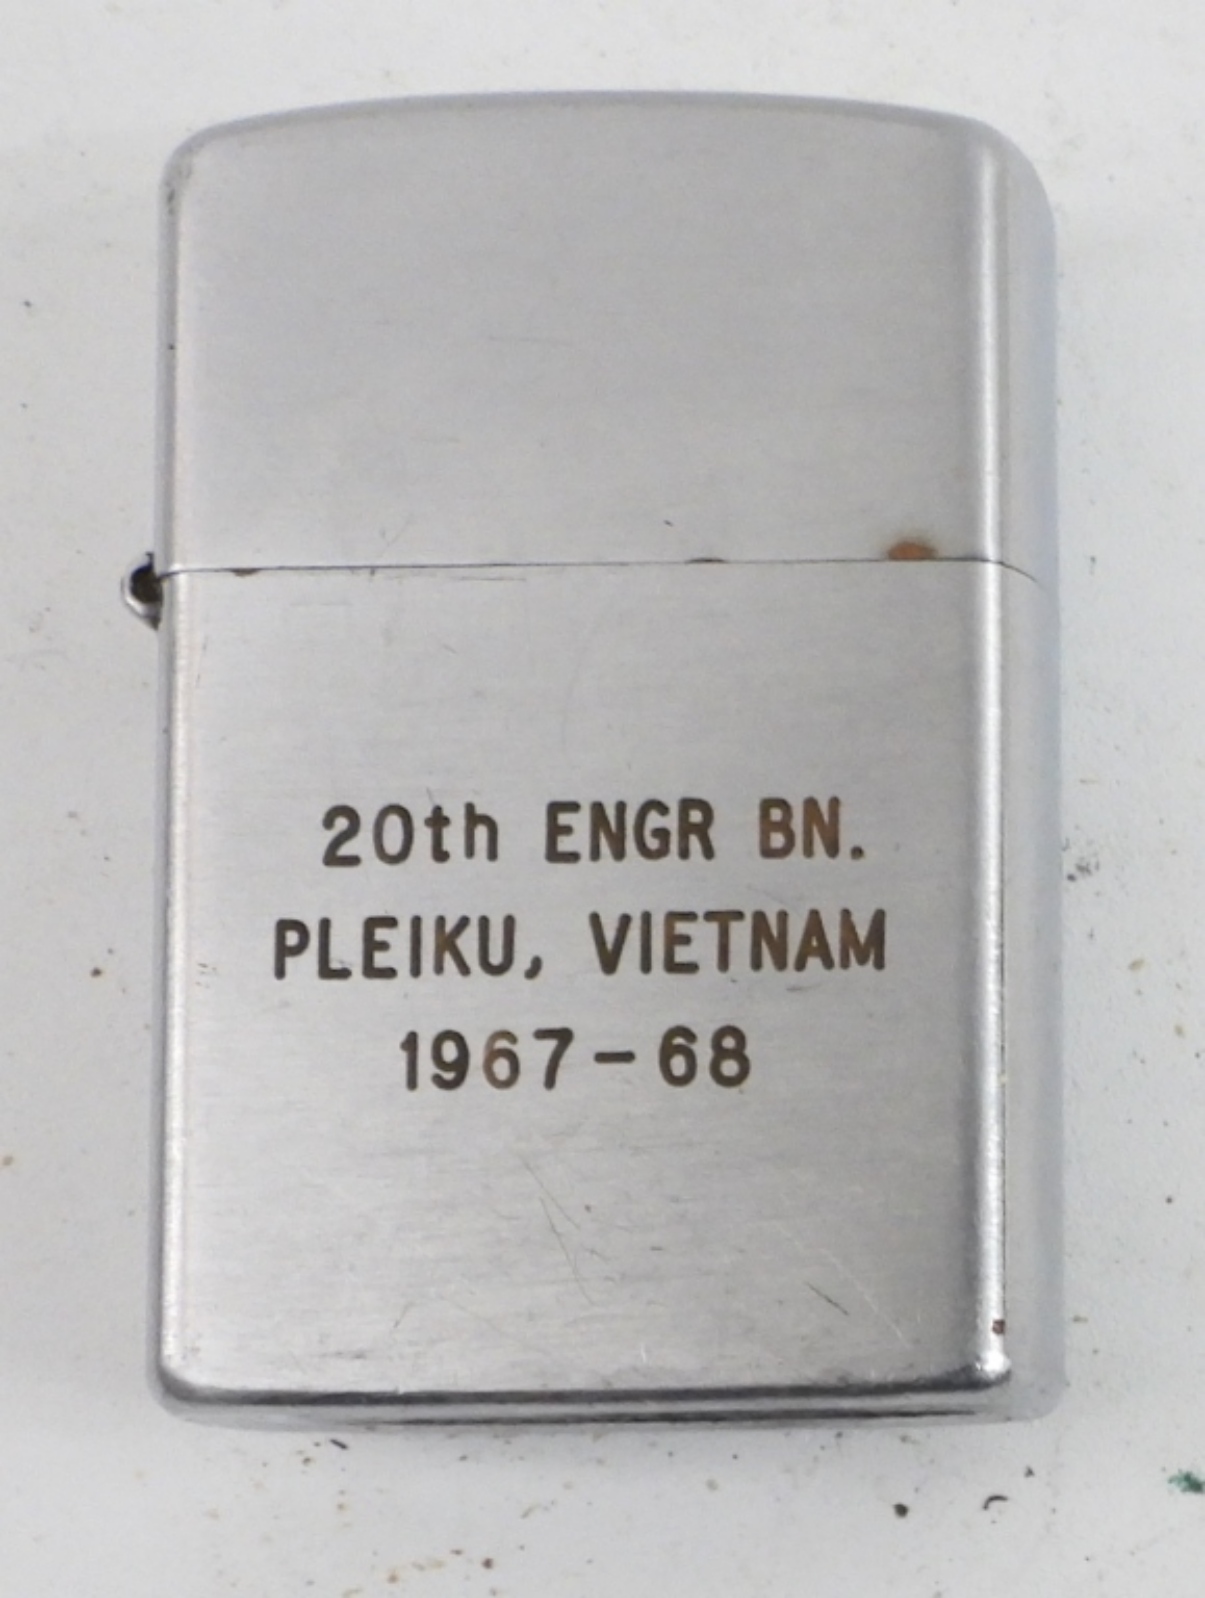 20th ENGR BN.
PLEIKU, VIETNAM
1967-68